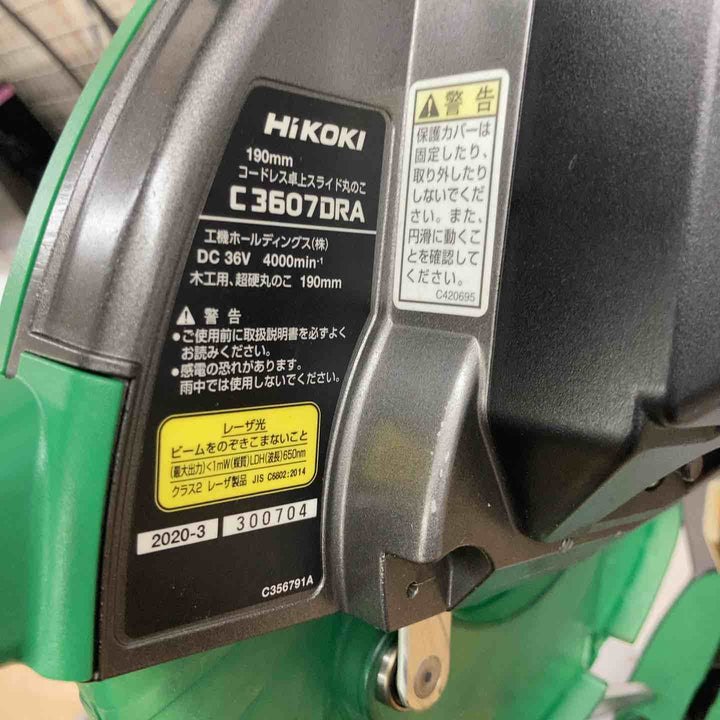 HiKOKI
190mm
コードレス卓上スライド丸のこ
C3607DRA
工機ホールディングス(株)
DC 36V 4000min-1
木工用、超硬丸のこ 190mm
警告
●ご使用前に取扱説明書を必ずよく
お読みください。
●感電の恐れがあります。
雨中では使用しないでください。
レーザ光
ビームをのぞきこまないこと
(最大出力)<1mW(媒質)LDH(波長)650nm
クラス2 レーザ製品 JIS C6802:2014
2020-3 300704
C356791A
警告
保護カバーは
固定したり、
取り外したり
しないでくだ
さい。また、
円滑に動くこ
とを確認して
ください。
C420695